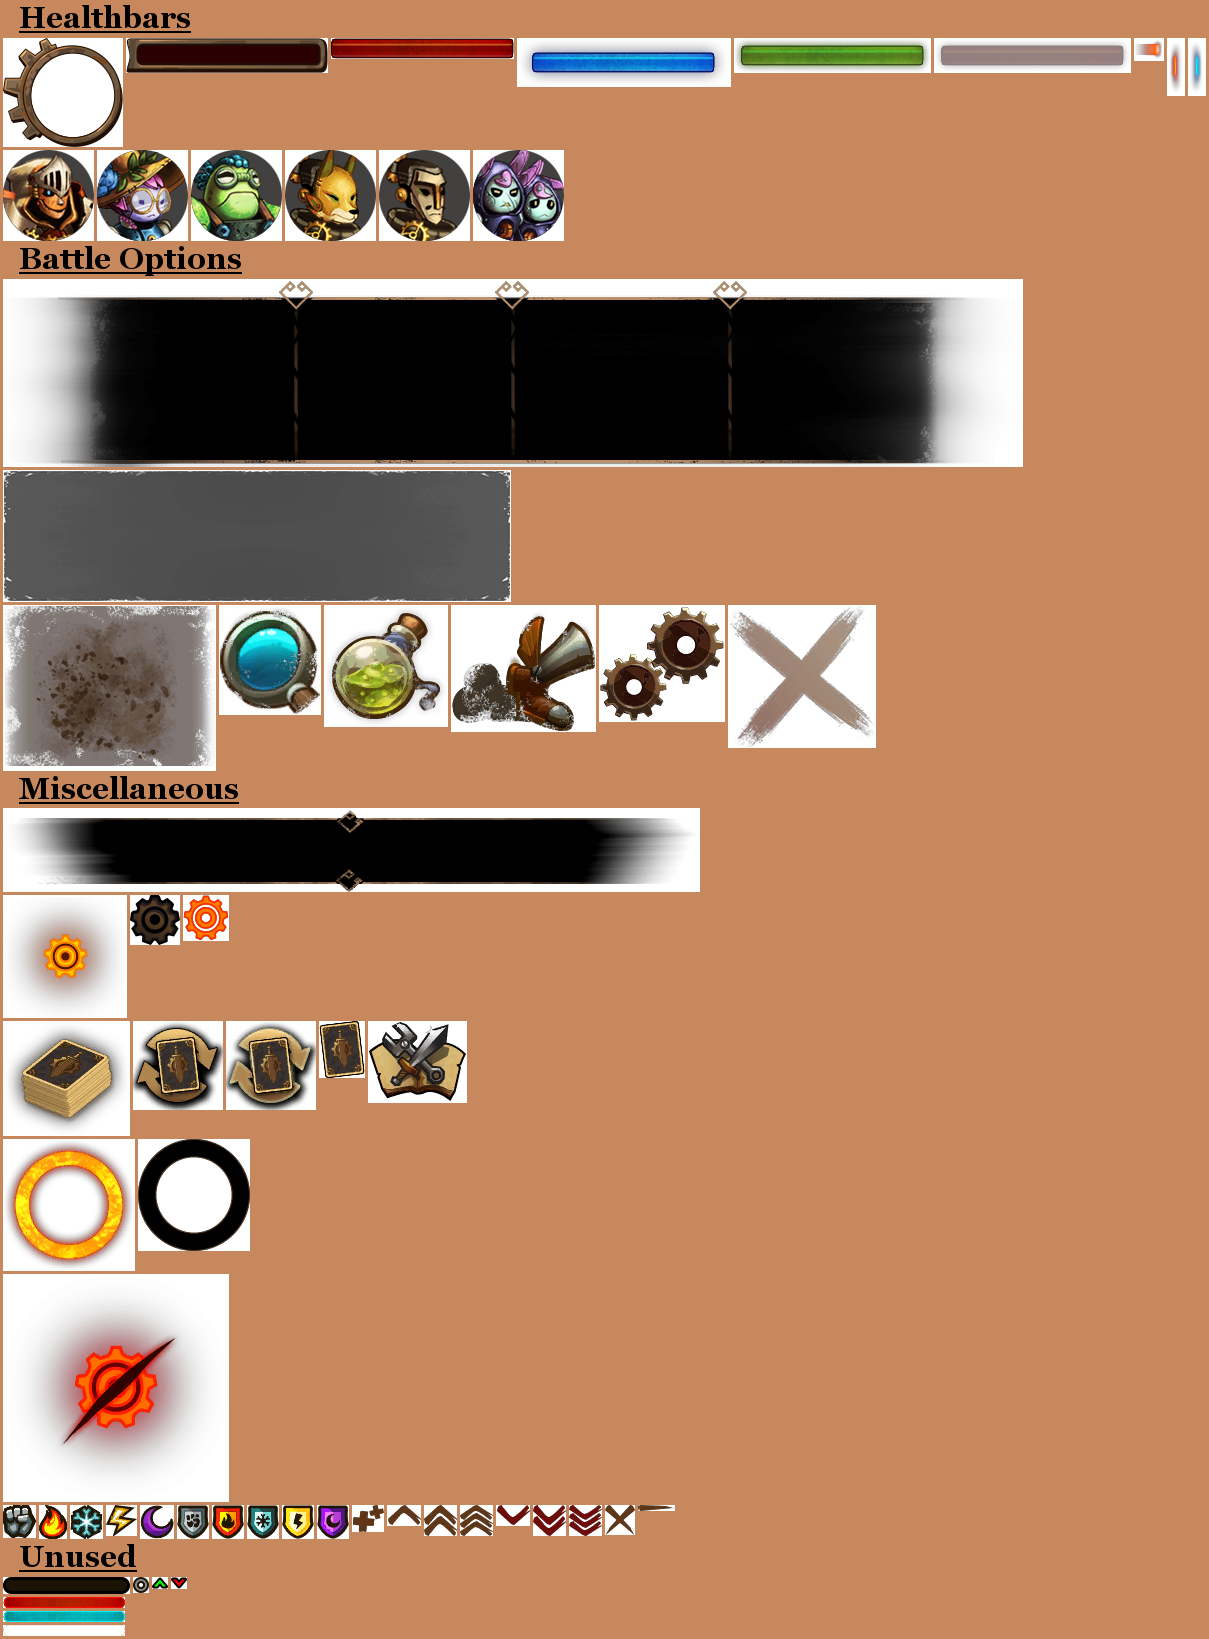 Healthbars
Battle Options
Miscellaneous
Unused